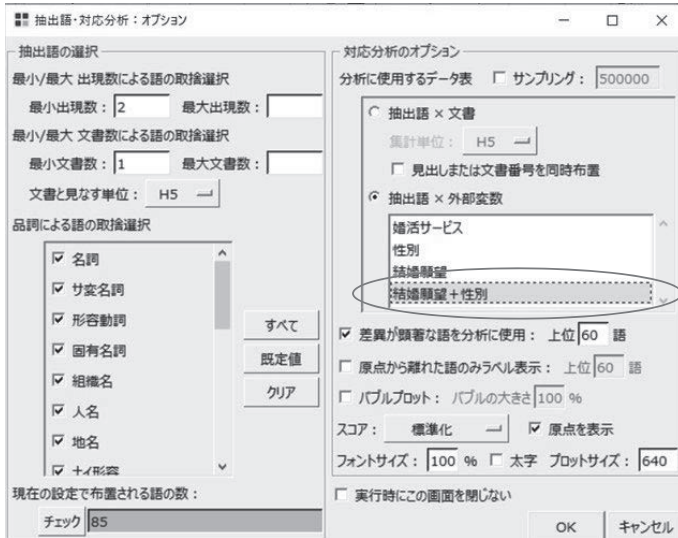 抽出語・対応分析：オプション
抽出語の選択
最小/最大 出現数による語の取捨選択
最小出現数： 2 最大出現数：
最小/最大 文書数による語の取捨選択
最小文書数： 1 最大文書数：
文書と見なす単位： H5
品詞による語の取捨選択
名詞
サ変名詞
形容動詞
固有名詞
組織名
人名
地名
ナイ形容
すべて
既定値
クリア
現在の設定で布置される語の数：
チェック 85
対応分析のオプション
分析に使用するデータ表 サンプリング： 500000
抽出語 × 文書
集計単位： H5
見出しまたは文書番号を同時布置
抽出語 × 外部変数
婚活サービス
性別
結婚願望
結婚願望＋性別
差異が顕著な語を分析に使用： 上位 60 語
原点から離れた語のみラベル表示： 上位 60 語
バブルプロット： バブルの大きさ 100 %
スコア： 標準化 原点を表示
フォントサイズ： 100 % 太字 プロットサイズ： 640
実行時にこの画面を閉じない
OK キャンセル